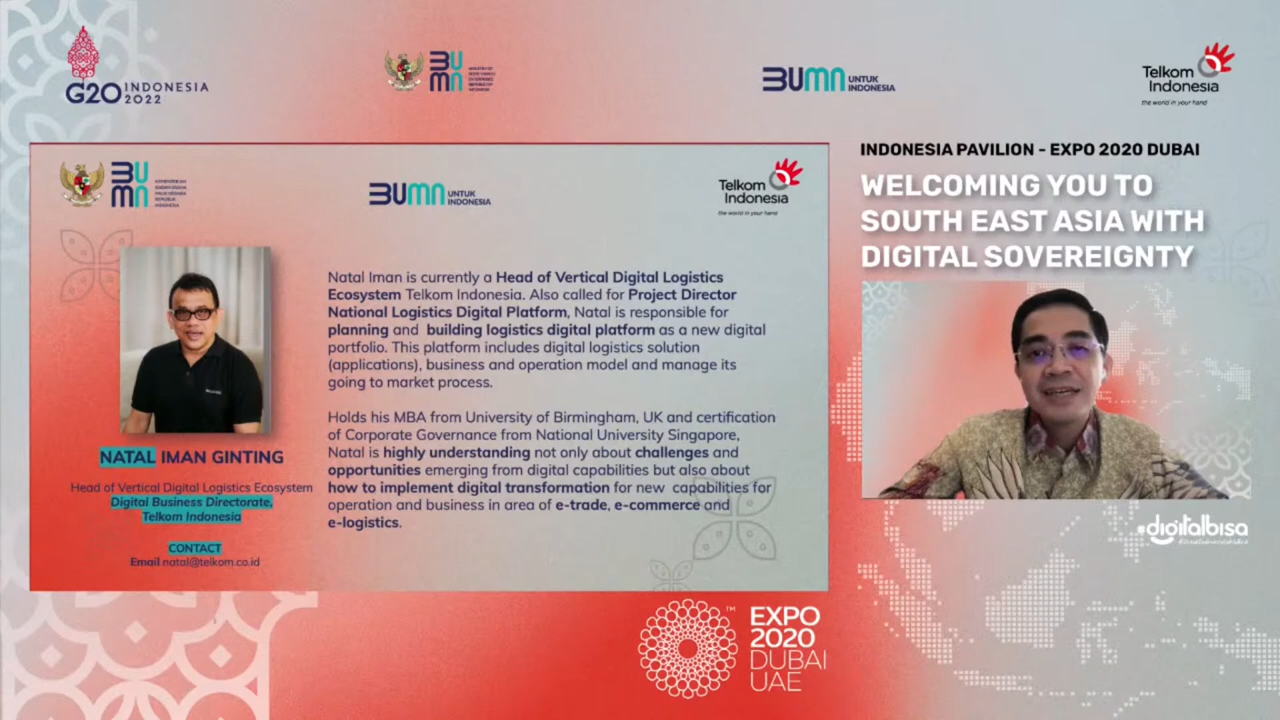 G20 INDONESIA 2022
BUMN
BUMN UNTUK INDONESIA
Telkom Indonesia
the world in your hand
INDONESIA PAVILION - EXPO 2020 DUBAI
WELCOMING YOU TO
SOUTH EAST ASIA WITH
DIGITAL SOVEREIGNTY
BUMN
BUMN UNTUK INDONESIA
Telkom Indonesia
the world in your hand
NATAL IMAN GINTING
Head of Vertical Digital Logistics Ecosystem
Digital Business Directorate,
Telkom Indonesia
CONTACT
Email natal@telkom.co.id
Natal Iman is currently a Head of Vertical Digital Logistics
Ecosystem Telkom Indonesia. Also called for Project Director
National Logistics Digital Platform, Natal is responsible for
planning and building logistics digital platform as a new digital
portfolio. This platform includes digital logistics solution
(applications), business and operation model and manage its
going to market process.
Holds his MBA from University of Birmingham, UK and certification
of Corporate Governance from National University Singapore,
Natal is highly understanding not only about challenges and
opportunities emerging from digital capabilities but also about
how to implement digital transformation for new capabilities for
operation and business in area of e-trade, e-commerce and
e-logistics.
#digitalbisa
EXPO
2020
DUBAI
UAE
TM